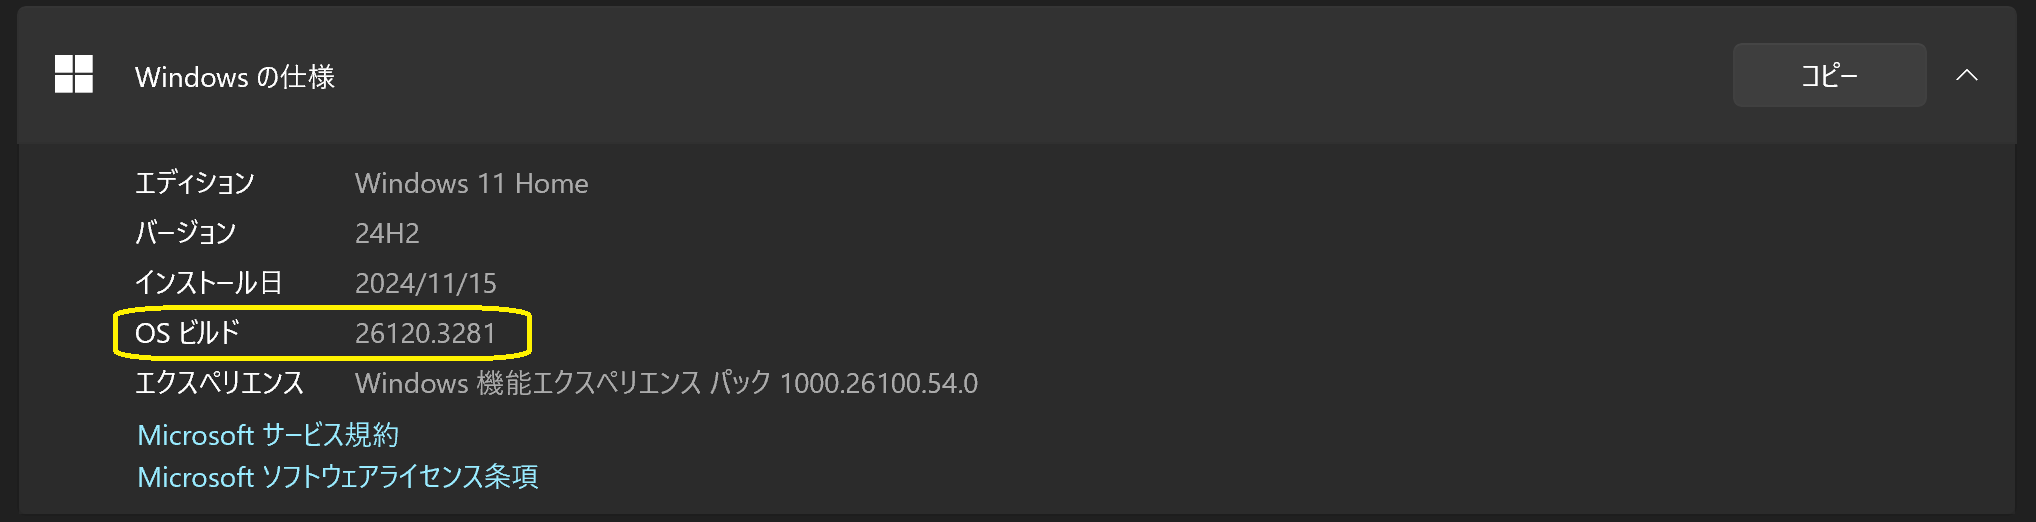 Windows の仕様
コピー
エディション Windows 11 Home
バージョン 24H2
インストール日 2024/11/15
OS ビルド 26120.3281
エクスペリエンス Windows 機能エクスペリエンス パック 1000.26100.54.0
Microsoft サービス規約
Microsoft ソフトウェアライセンス条項